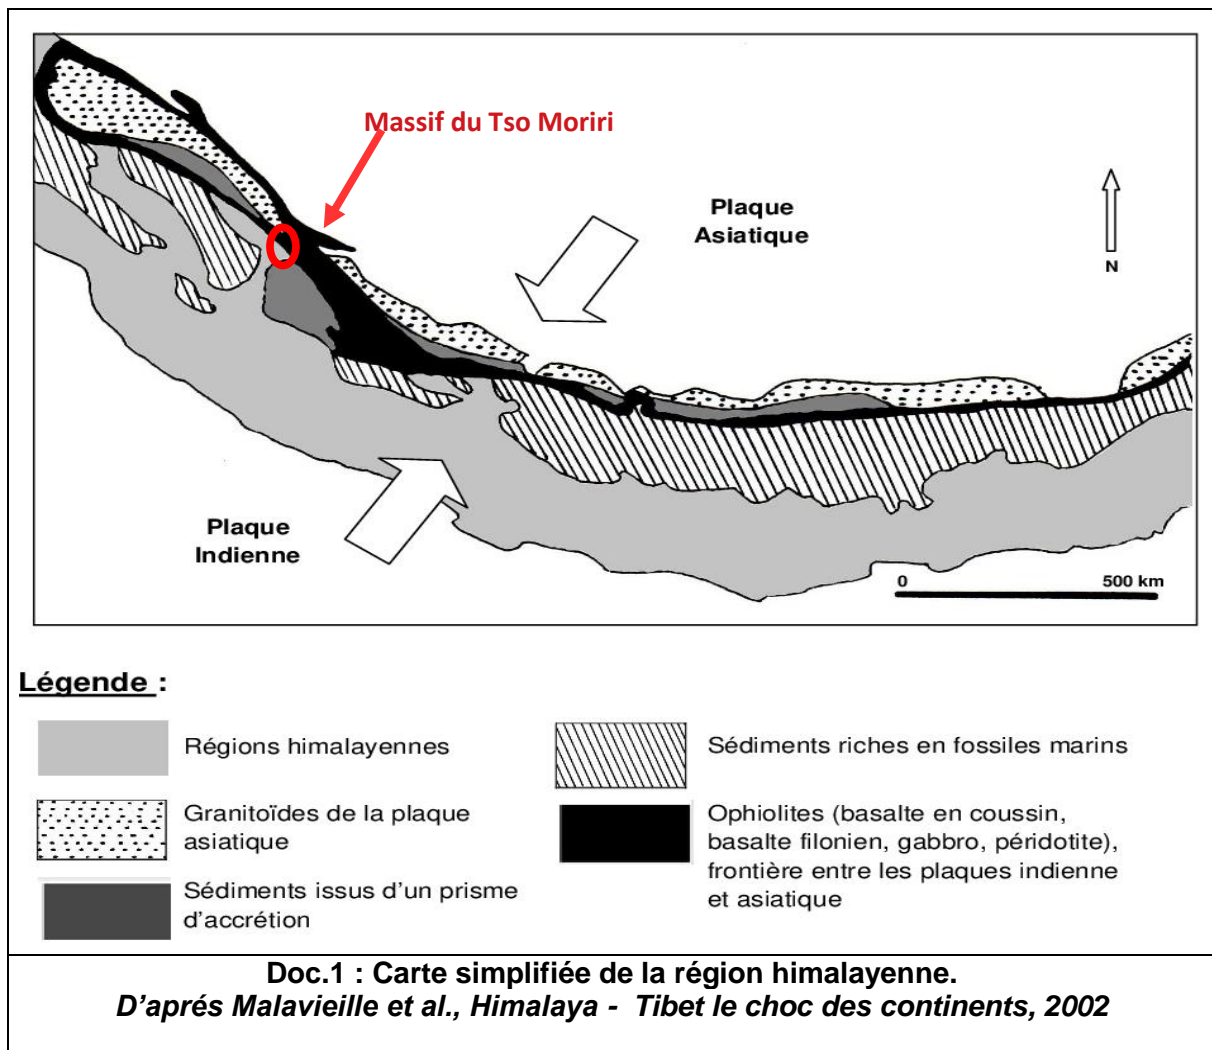 Massif du Tso Moriri
Plaque
Asiatique
N
Plaque
Indienne
0 500 km
Légende :
Régions himalayennes
Granitoïdes de la plaque
asiatique
Sédiments issus d'un prisme
d'accrétion
Sédiments riches en fossiles marins
Ophiolites (basalte en coussin,
basalte filonien, gabbro, péridotite),
frontière entre les plaques indienne
et asiatique
Doc.1 : Carte simplifiée de la région himalayenne.
D'aprés Malavieille et al., Himalaya - Tibet le choc des continents, 2002